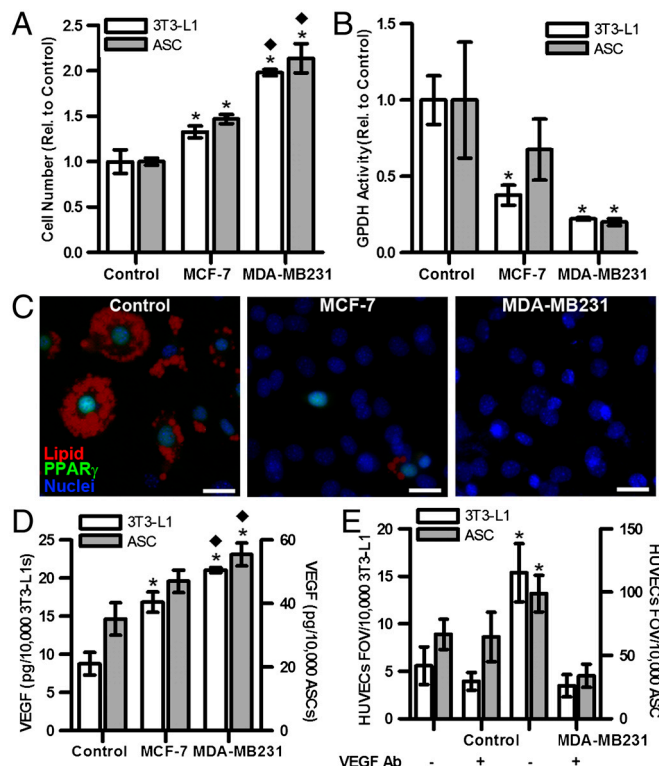 A
Cell Number (Rel. to Control)
2.5
2.0
1.5
1.0
0.5
0.0
3T3-L1
ASC
* * ◆ * ◆ *
Control MCF-7 MDA-MB231
B
GPDH Activity (Rel. to Control)
1.5
1.0
0.5
0.0
3T3-L1
ASC
* * *
Control MCF-7 MDA-MB231
C
Control
Lipid
PPARγ
Nuclei
MCF-7
MDA-MB231
D
VEGF (pg/10,000 3T3-L1s)
25
20
15
10
5
0
3T3-L1
ASC
* ◆ * ◆ *
60
40
20
0
VEGF (pg/10,000 ASCs)
Control MCF-7 MDA-MB231
E
HUVECs FOV/10,000 3T3-L1
20
15
10
5
0
3T3-L1
ASC
* *
150
100
50
0
HUVECs FOV/10,000 ASC
Control MDA-MB231
VEGF Ab - + - +